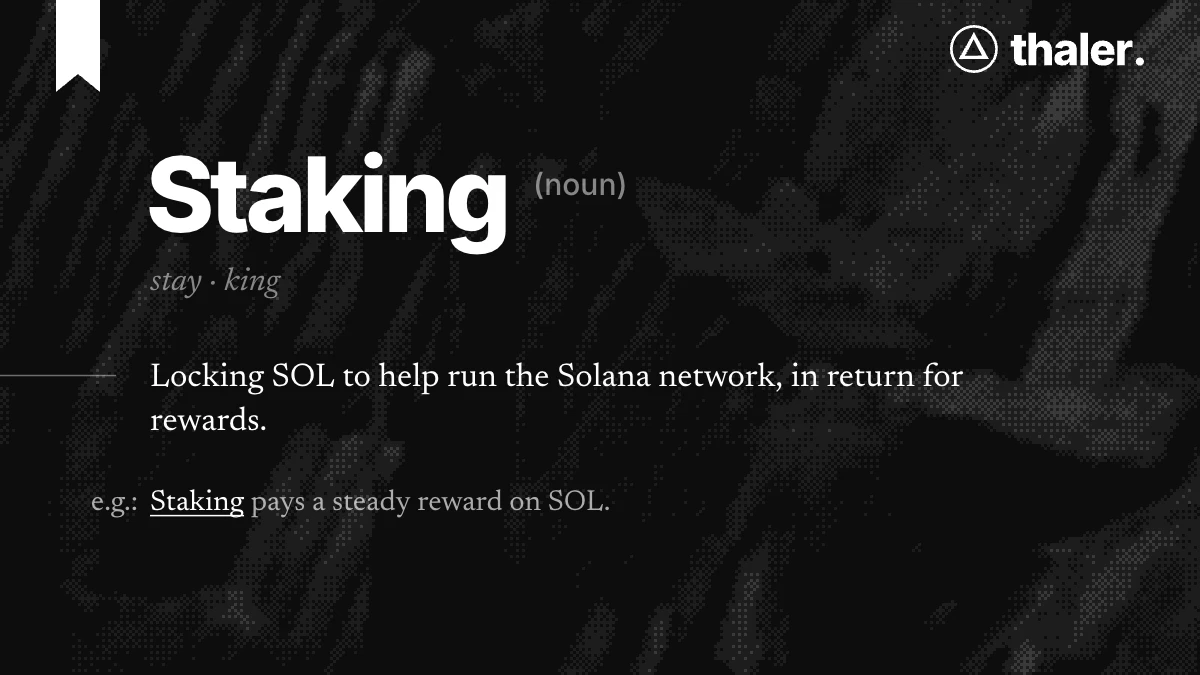 thaler.
Staking (noun)
stay · king
Locking SOL to help run the Solana network, in return for
rewards.
e.g.: Staking pays a steady reward on SOL.